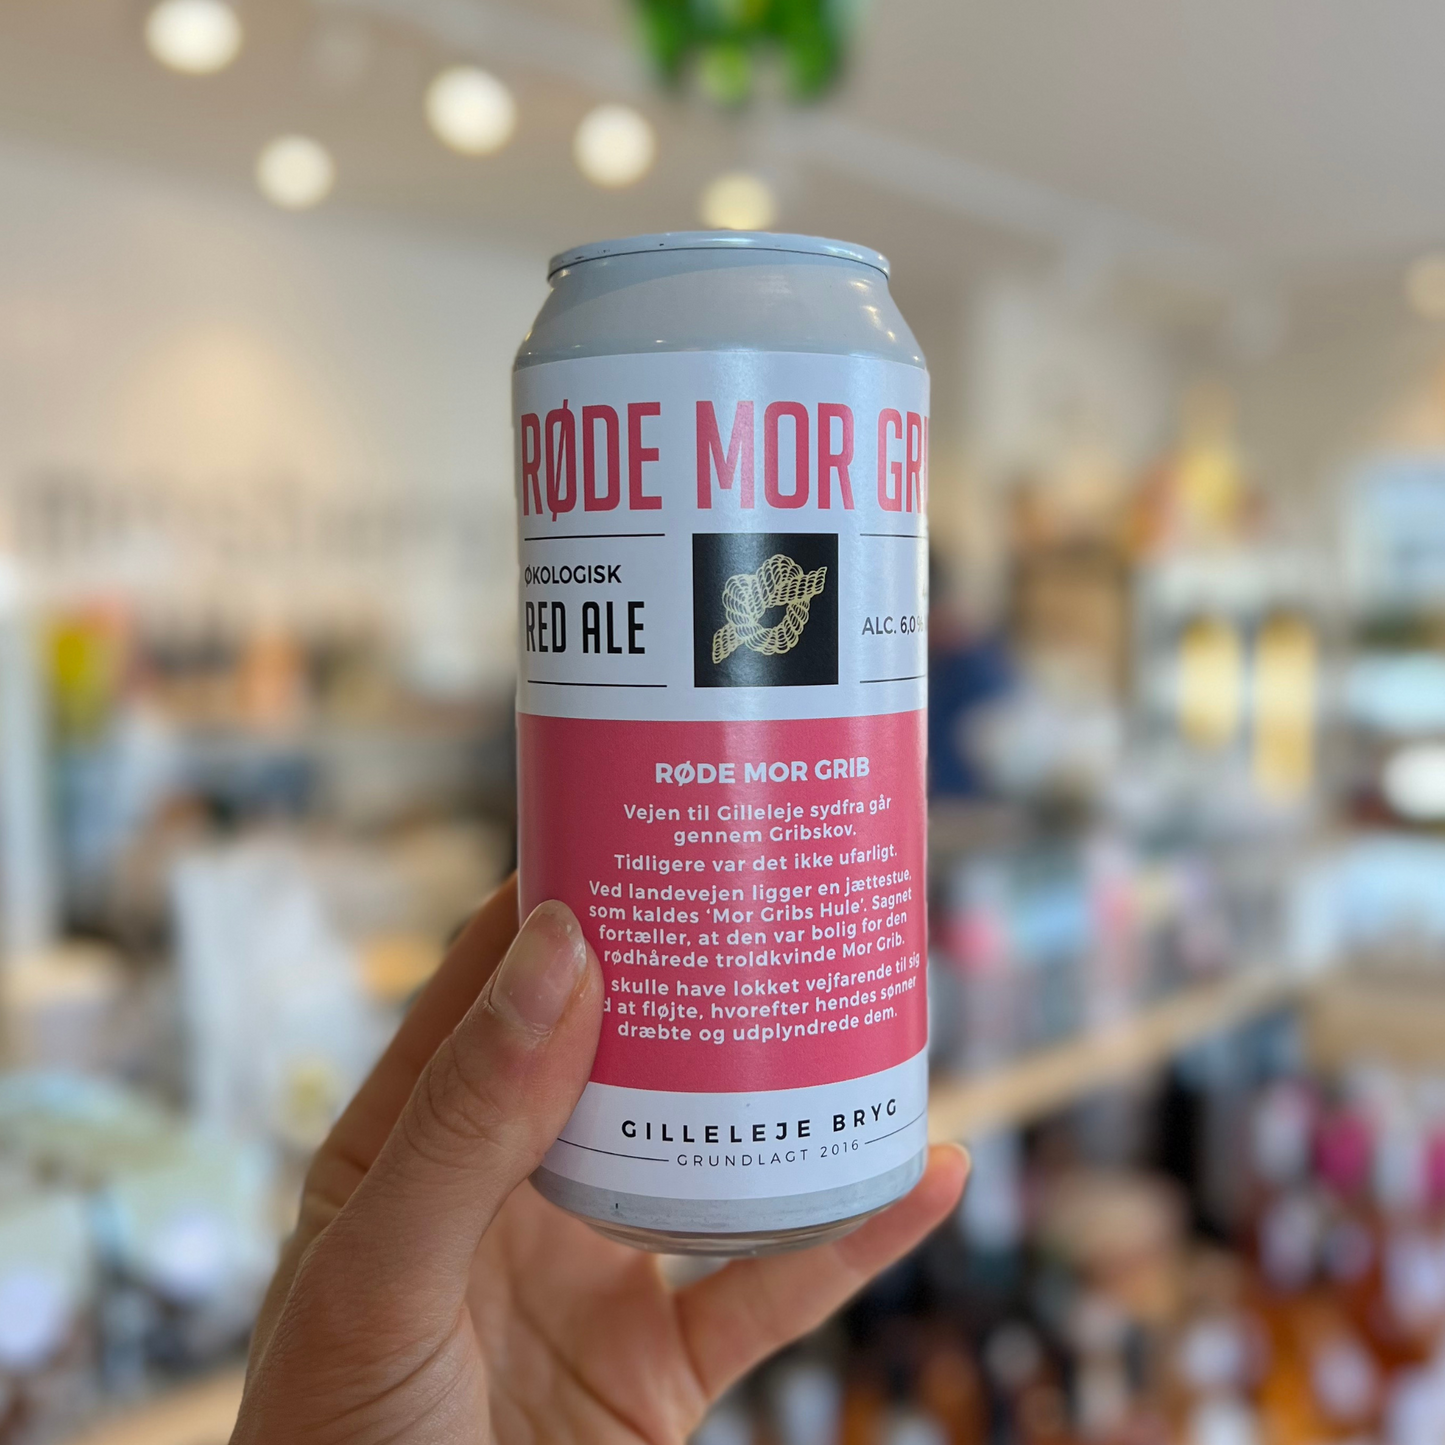 RØDE MOR GRI
ØKOLOGISK
RED ALE
ALC. 6,0 %
RØDE MOR GRIB
Vejen til Gilleleje sydfra går
gennem Gribskov.
Tidligere var det ikke ufarligt.
Ved landevejen ligger en jættestue,
som kaldes ‘Mor Gribs Hule’. Sagnet
fortæller, at den var bolig for den
rødhårede troldkvinde Mor Grib.
skulle have lokket vejfarende til sig
d at fløjte, hvorefter hendes sønner
dræbte og udplyndrede dem.
GILLELEJE BRYG
GRUNDLAGT 2016